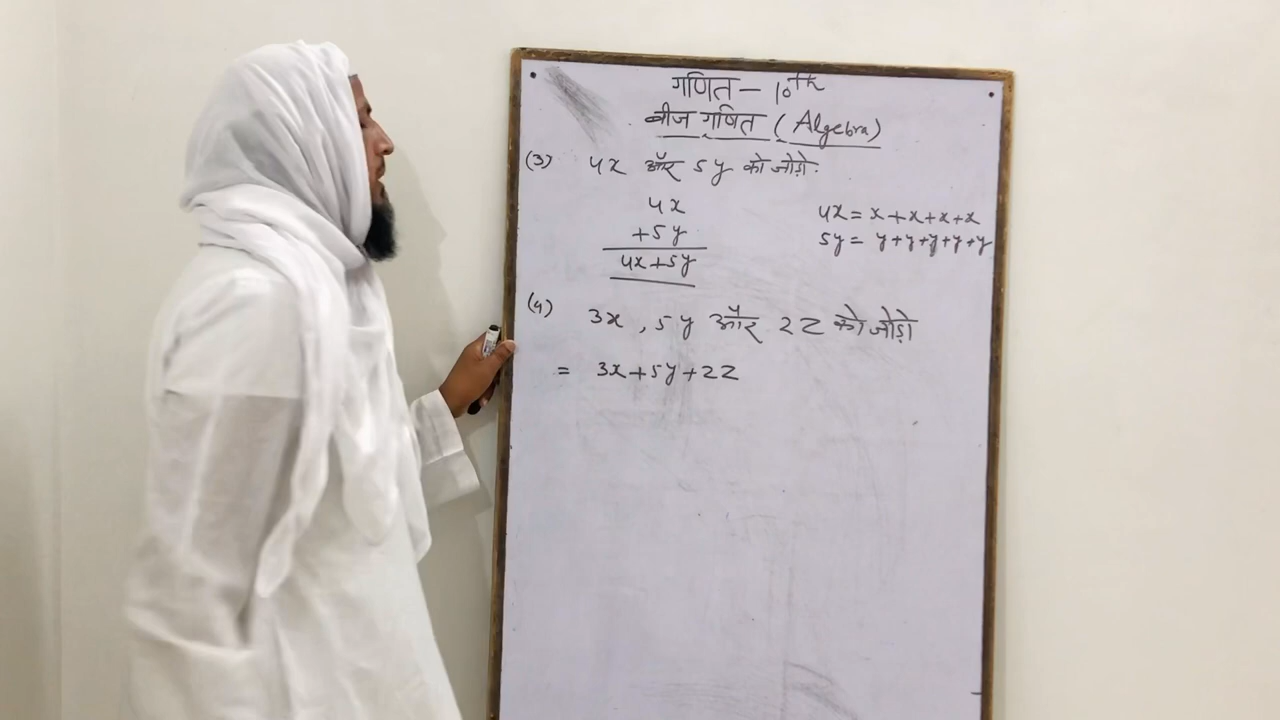 गणित - 10th
बीज गणित (Algebra)
(3) 4x और 5y को जोड़ो.
4x
+5y
4x+5y
4x = x+x+x+x
5y = y+y+y+y+y
(4) 3x, 5y और 2z को जोड़ो
= 3x+5y+2z